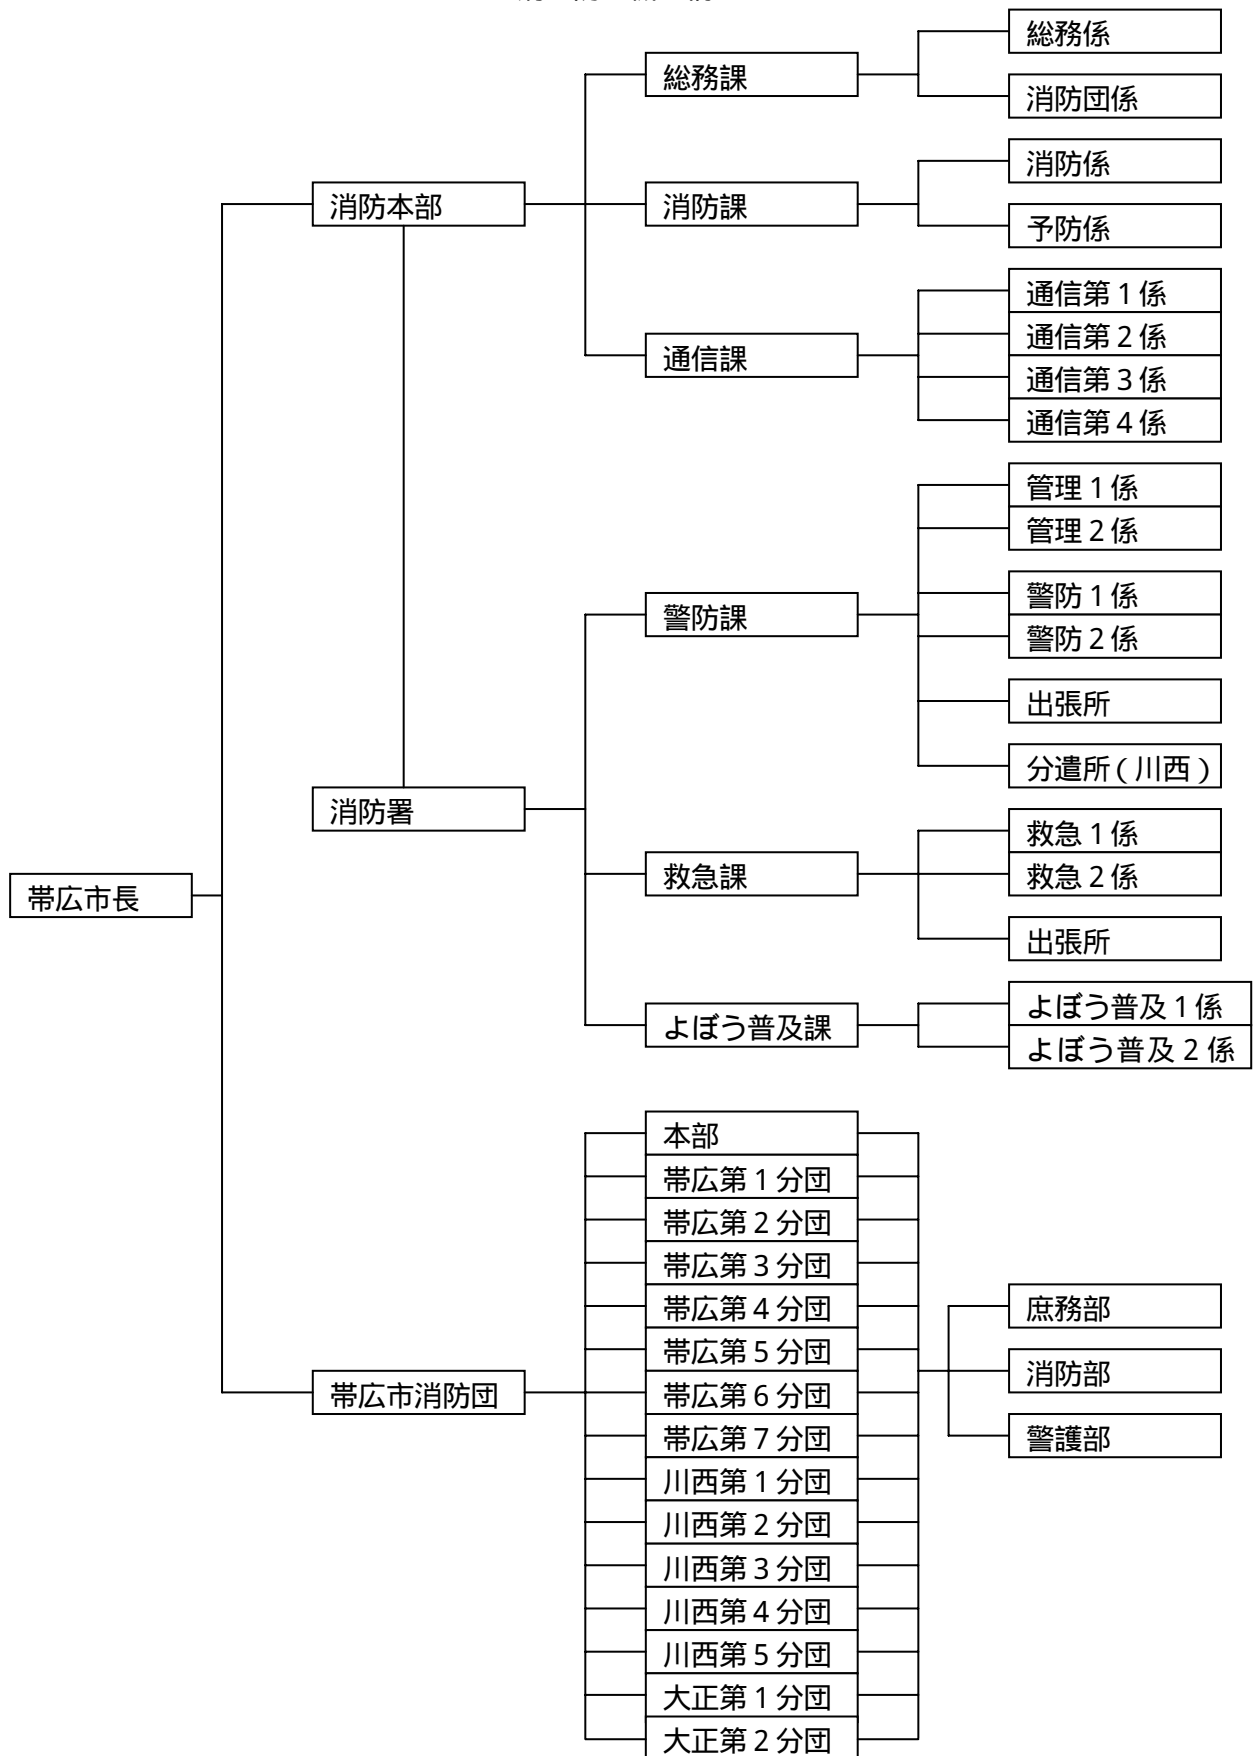 総務係
総務課
消防団係
消防係
消防本部
消防課
予防係
通信第1係
通信第2係
通信課
通信第3係
通信第4係
管理1係
管理2係
警防1係
警防課
警防2係
出張所
分遣所(川西)
消防署
救急1係
救急課
救急2係
帯広市長
出張所
よぼう普及1係
よぼう普及課
よぼう普及2係
本部
帯広第1分団
帯広第2分団
帯広第3分団
帯広第4分団
庶務部
帯広第5分団
消防部
帯広市消防団
帯広第6分団
帯広第7分団
警護部
川西第1分団
川西第2分団
川西第3分団
川西第4分団
川西第5分団
大正第1分団
大正第2分団